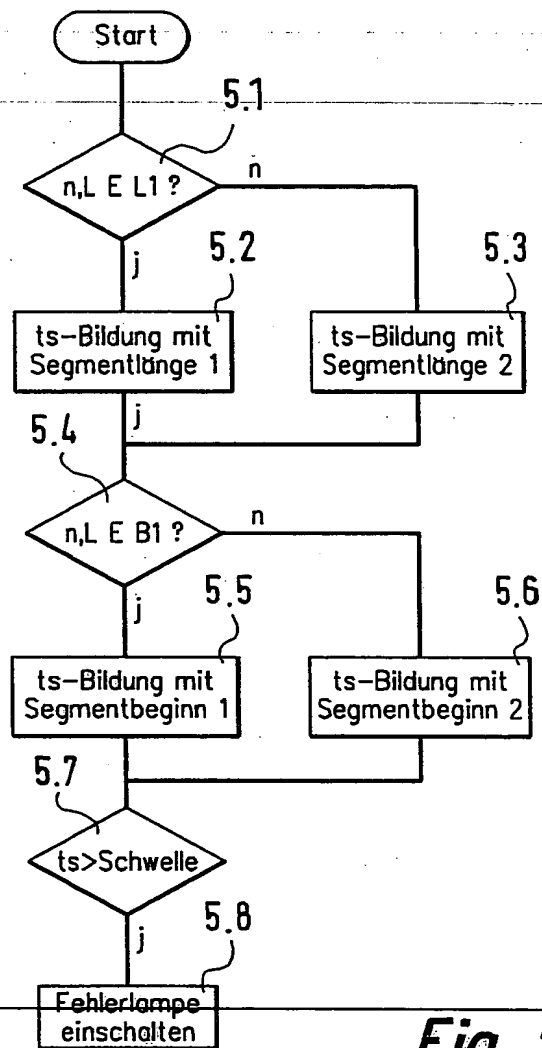 Start
5.1
n,L E L1 ?
n
j
5.2
5.3
ts-Bildung mit
Segmentlänge 1
ts-Bildung mit
Segmentlänge 2
j
5.4
n,L E B1 ?
n
j
5.5
5.6
ts-Bildung mit
Segmentbeginn 1
ts-Bildung mit
Segmentbeginn 2
5.7
ts>Schwelle
j
5.8
Fehlerlampe
einschalten
Fig.